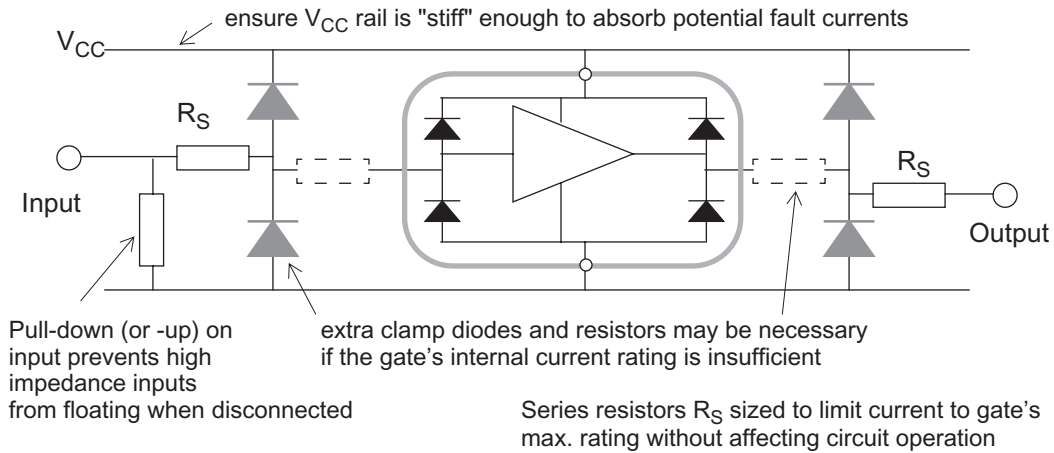 ensure VCC rail is "stiff" enough to absorb potential fault currents
VCC
RS
RS
Input
Output
Pull-down (or -up) on
input prevents high
impedance inputs
from floating when disconnected
extra clamp diodes and resistors may be necessary
if the gate's internal current rating is insufficient
Series resistors RS sized to limit current to gate's
max. rating without affecting circuit operation